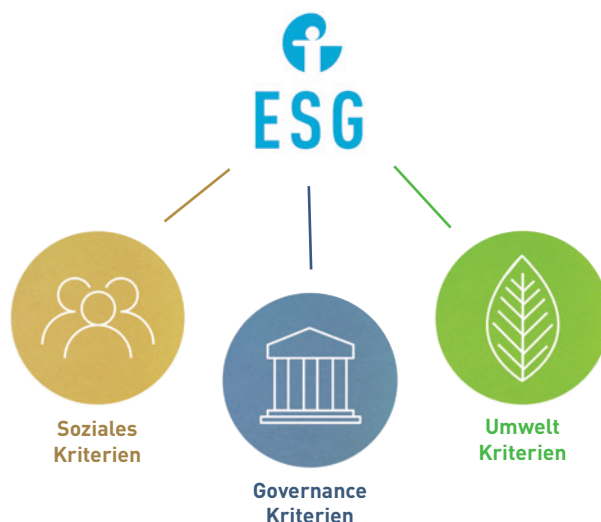 ESG
Soziales
Kriterien
Governance
Kriterien
Umwelt
Kriterien